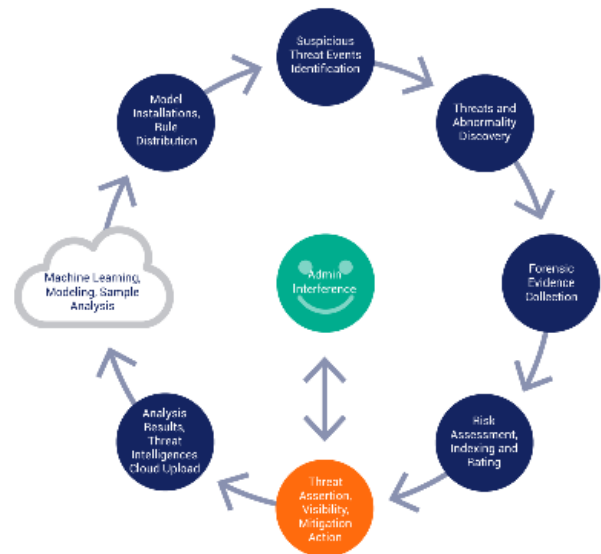 Suspicious
Threat Events
Identification
Threats and
Abnormality
Discovery
Forensic
Evidence
Collection
Risk
Assessment,
Indexing and
Rating
Threat
Assertion,
Visibility,
Mitigation
Action
Analysis
Results,
Threat
Intelligences
Cloud Upload
Machine Learning,
Modeling, Sample
Analysis
Model
Installations,
Rule
Distribution
Admin
Interference